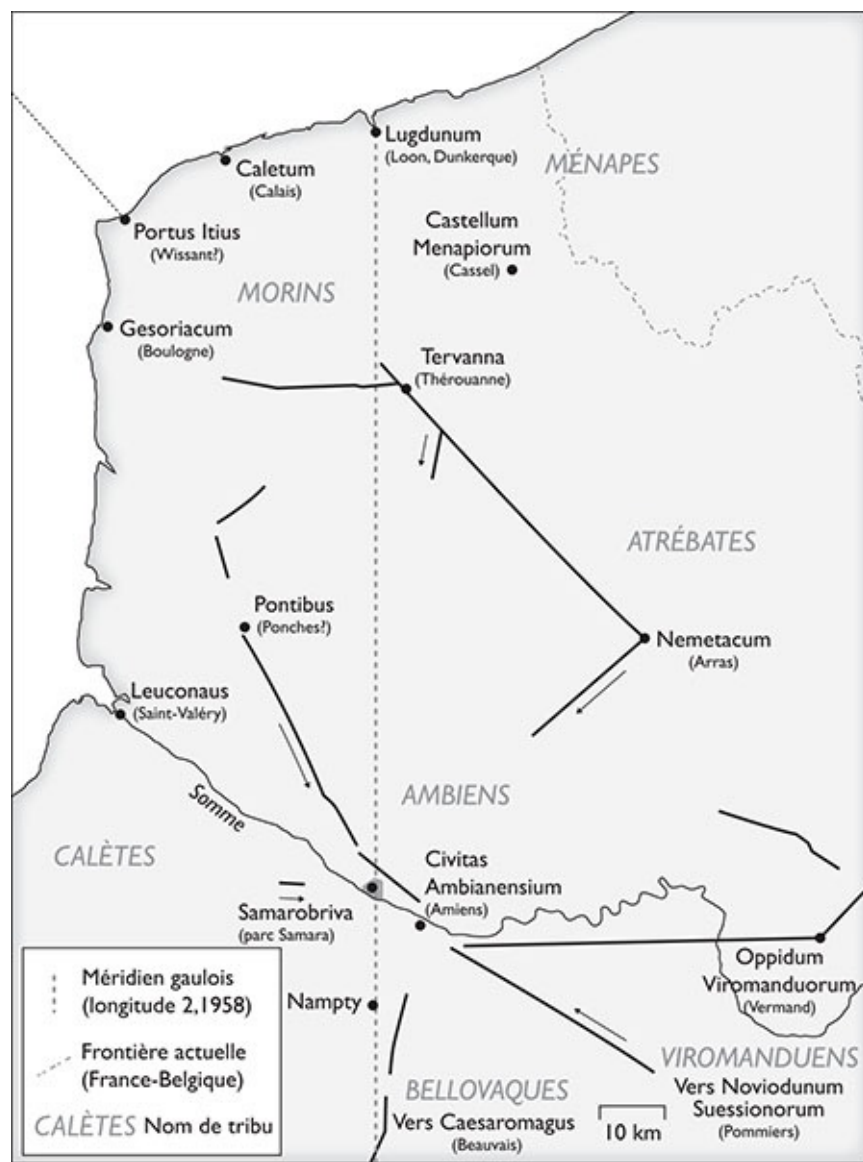 Lugdunum
(Loon, Dunkerque)
MÉNAPES
Caletum
(Calais)
Castellum
Menapiorum
(Cassel)
Portus Itius
(Wissant?)
MORINS
Gesoriacum
(Boulogne)
Tervanna
(Thérouanne)
ATRÉBATES
Pontibus
(Ponches?)
Nemetacum
(Arras)
Leuconaus
(Saint-Valéry)
Somme
AMBIENS
CALÈTES
Civitas
Ambianensium
(Amiens)
Samarobriva
(parc Samara)
Oppidum
Viromanduorum
(Vermand)
Nampty
VIROMANDUENS
Vers Noviodunum
Suessionorum
(Pommiers)
BELLOVAQUES
Vers Caesaromagus
(Beauvais)
10 km
Méridien gaulois
(longitude 2,1958)
Frontière actuelle
(France-Belgique)
CALÈTES Nom de tribu